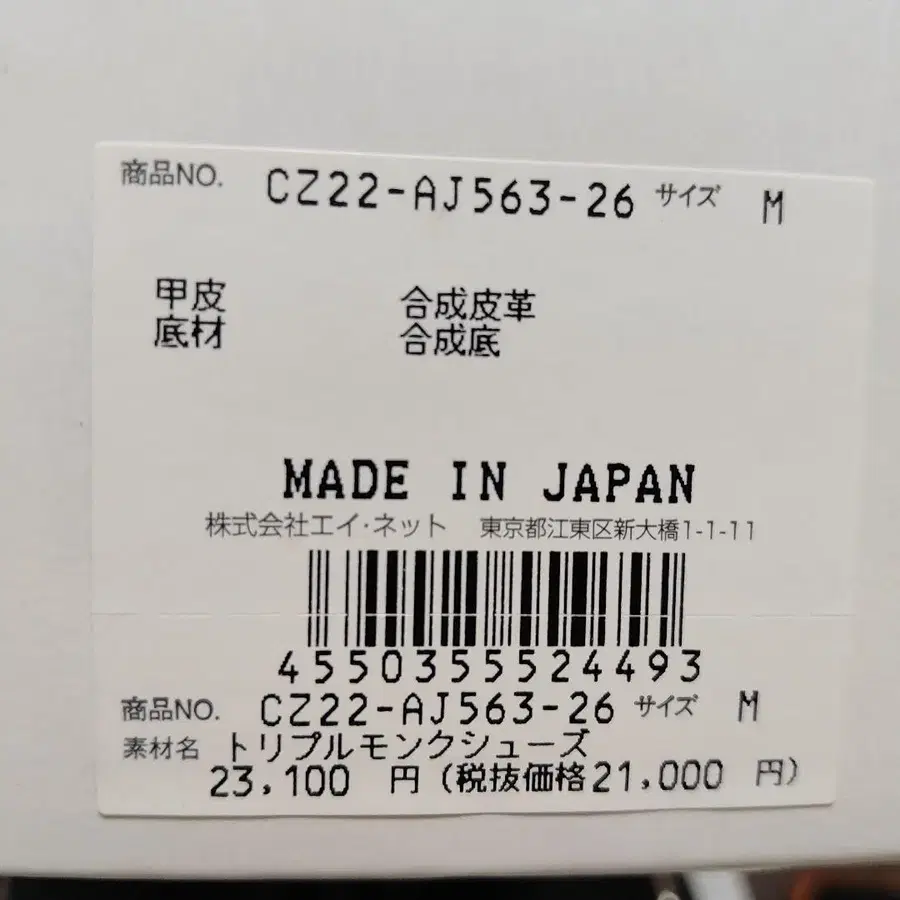 商品NO. CZ22-AJ563-26 サイズ M
甲皮 合成皮革
底材 合成底
MADE IN JAPAN
株式会社エイ・ネット 東京都江東区新大橋1-1-11
4550355524493
商品NO. CZ22-AJ563-26 サイズ M
素材名 トリプルモンクシューズ
23,100 円(税抜価格21,000 円)